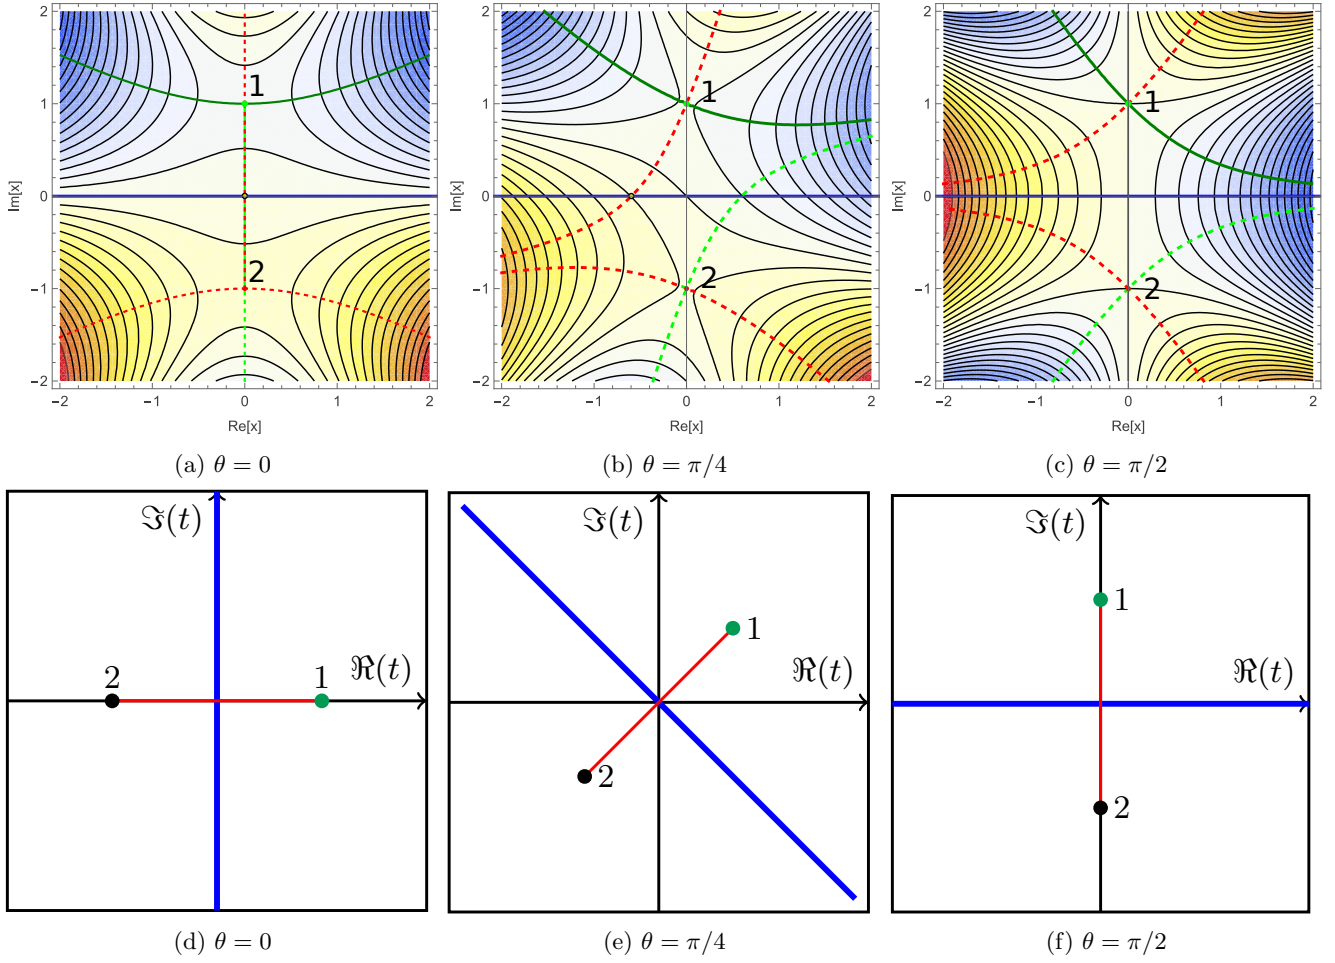 2
1
0
−1
−2
−2
−1
0
1
2
Im[x]
Re[x]
1
2
(a) θ = 0
2
1
0
−1
−2
−2
−1
0
1
2
Im[x]
Re[x]
1
2
(b) θ = π/4
2
1
0
−1
−2
−2
−1
0
1
2
Im[x]
Re[x]
1
2
(c) θ = π/2
ℑ(t)
ℜ(t)
2
1
(d) θ = 0
ℑ(t)
ℜ(t)
1
2
(e) θ = π/4
ℑ(t)
1
ℜ(t)
2
(f) θ = π/2